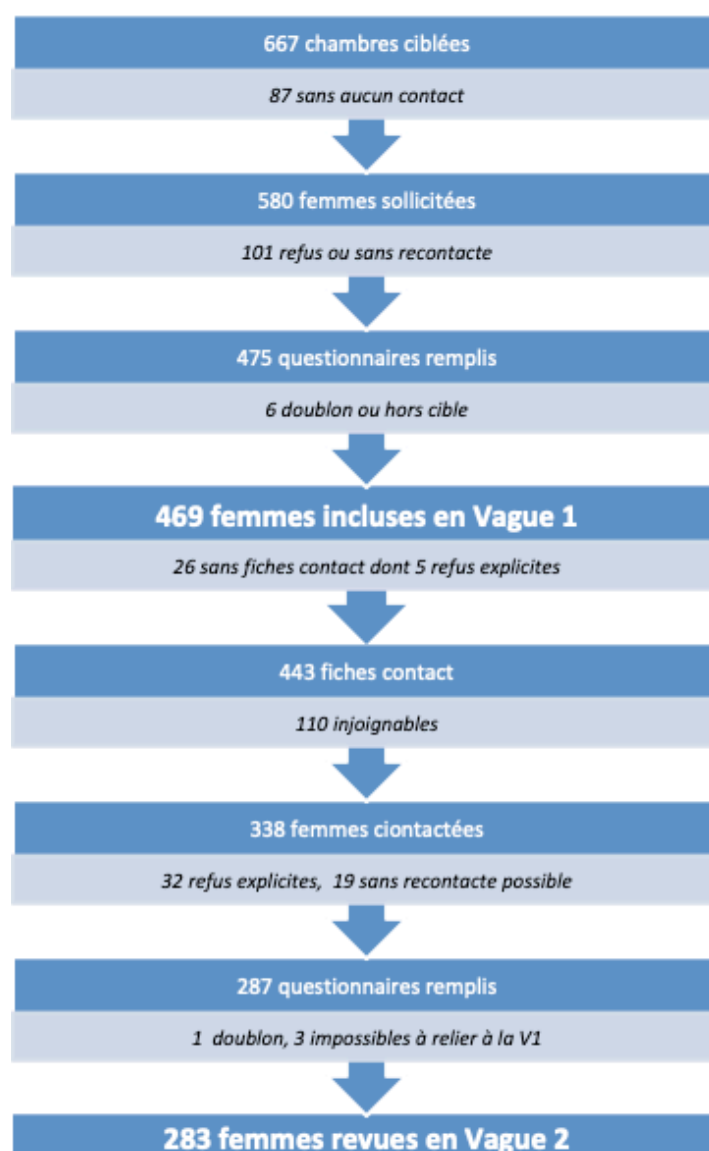 667 chambres ciblées
87 sans aucun contact
580 femmes sollicitées
101 refus ou sans recontacte
475 questionnaires remplis
6 doublon ou hors cible
469 femmes incluses en Vague 1
26 sans fiches contact dont 5 refus explicites
443 fiches contact
110 injoignables
338 femmes ciontactées
32 refus explicites, 19 sans recontacte possible
287 questionnaires remplis
1 doublon, 3 impossibles à relier à la V1
283 femmes revues en Vague 2